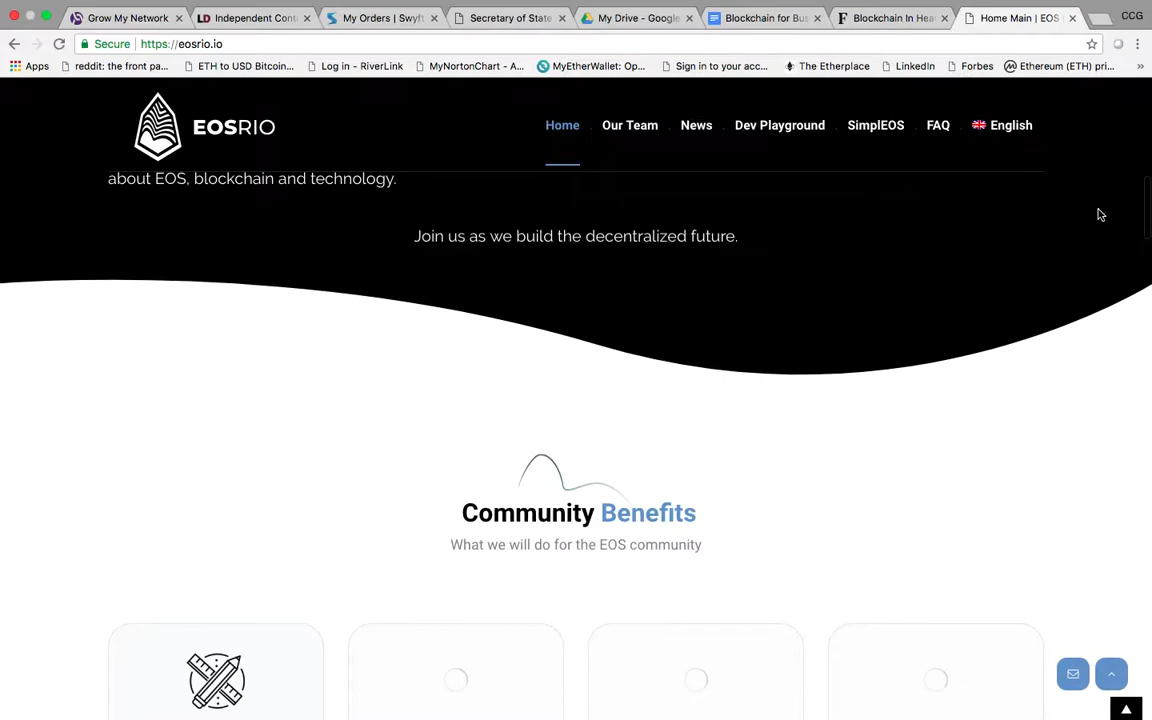 Grow My Network
Independent Cont
My Orders | Swyft
Secretary of State
My Drive - Google
Blockchain for Bus
Blockchain In Hea
Home Main | EOS
CCG
Secure
https://eosrio.io
Apps
reddit: the front pa...
ETH to USD Bitcoin...
Log in - RiverLink
MyNortonChart - A...
MyEtherWallet: Op...
Sign in to your acc...
The Etherplace
LinkedIn
Forbes
Ethereum (ETH) pri...
»
EOSRIO
Home
Our Team
News
Dev Playground
SimplEOS
FAQ
English
about EOS, blockchain and technology.
Join us as we build the decentralized future.
Community Benefits
What we will do for the EOS community